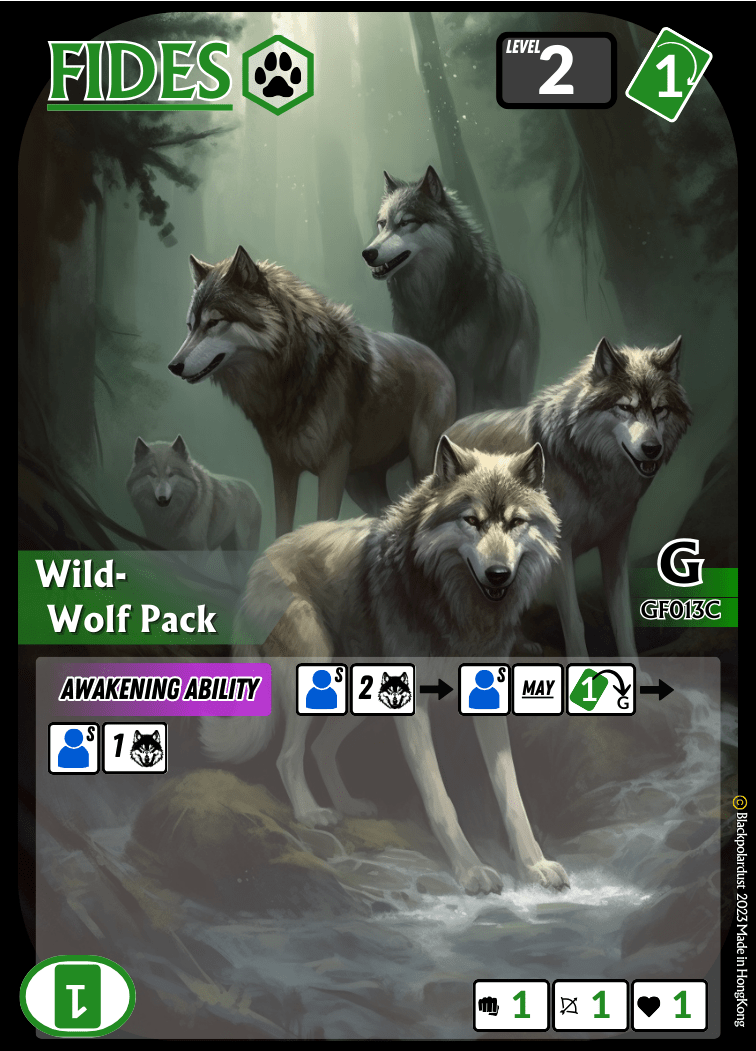 FIDES
LEVEL 2
1
Wild-
Wolf Pack
G
GF013C
AWAKENING ABILITY S 2 S MAY 1 G
S 1
© Blackpolardust 2023 Made in HongKong
1
1 1 1